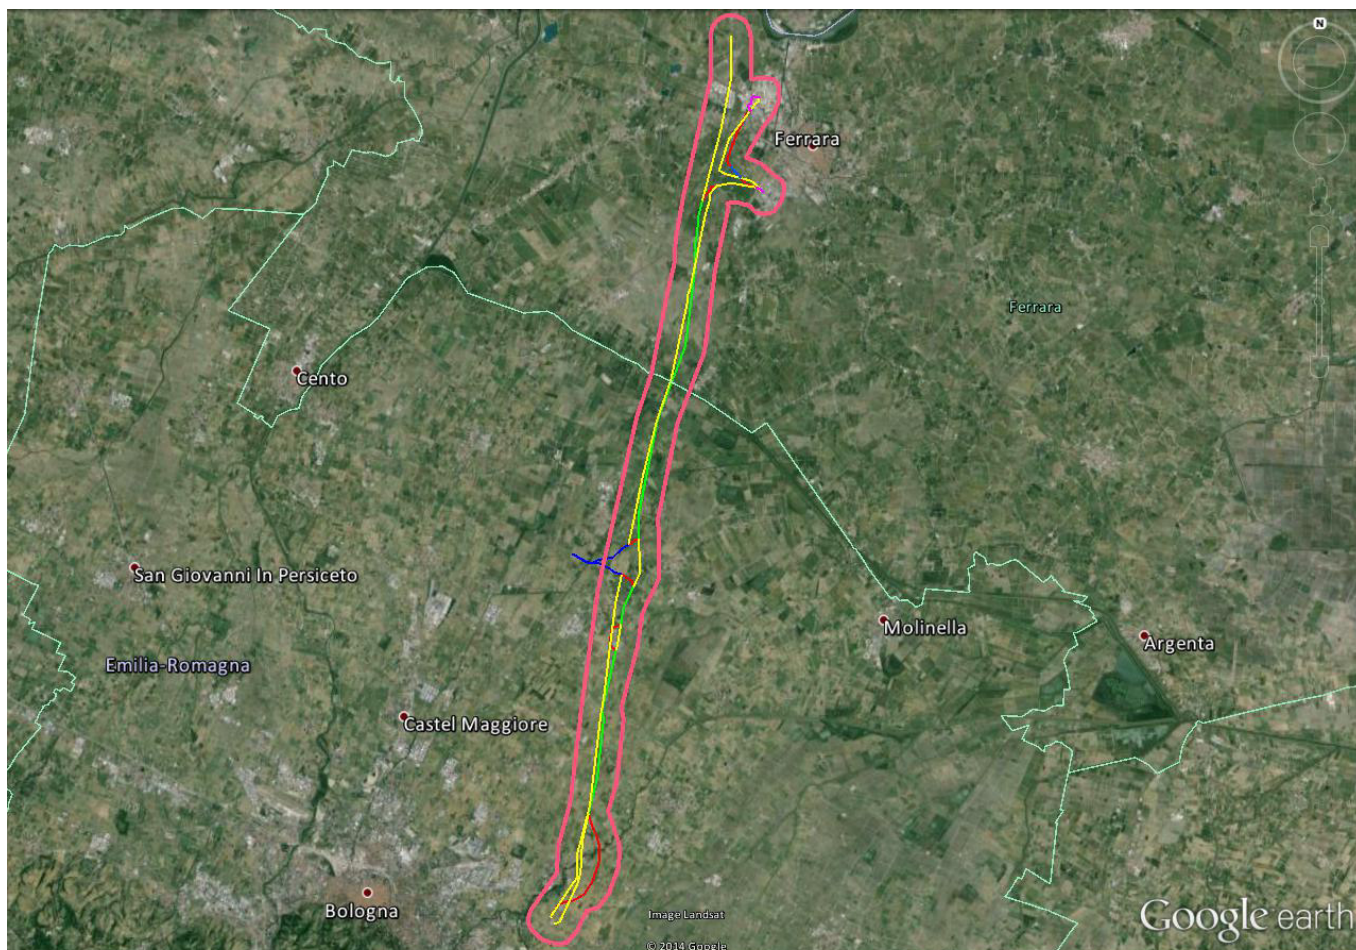 N
Ferrara
Ferrara
Cento
San Giovanni In Persiceto
Molinella
Argenta
Emilia-Romagna
Castel Maggiore
Bologna
Image Landsat
© 2014 Google
Google earth